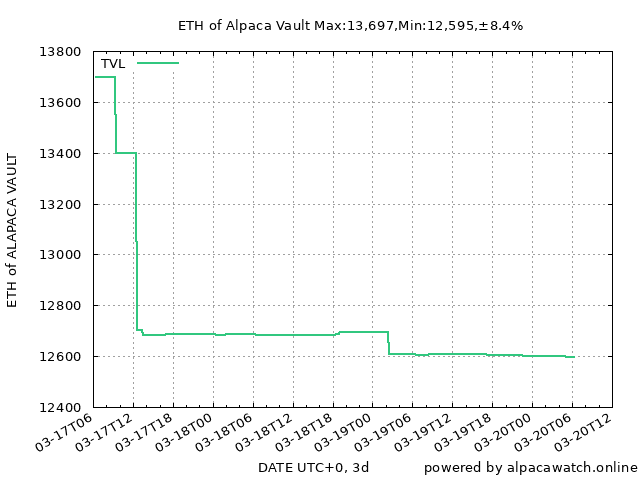 ETH of Alpaca Vault Max:13,697,Min:12,595,±8.4%
TVL
13800
13600
13400
13200
13000
12800
12600
12400
ETH of ALAPACA VAULT
03-17T06
03-17T12
03-17T18
03-18T00
03-18T06
03-18T12
03-18T18
03-19T00
03-19T06
03-19T12
03-19T18
03-20T00
03-20T06
03-20T12
DATE UTC+0, 3d
powered by alpacawatch.online